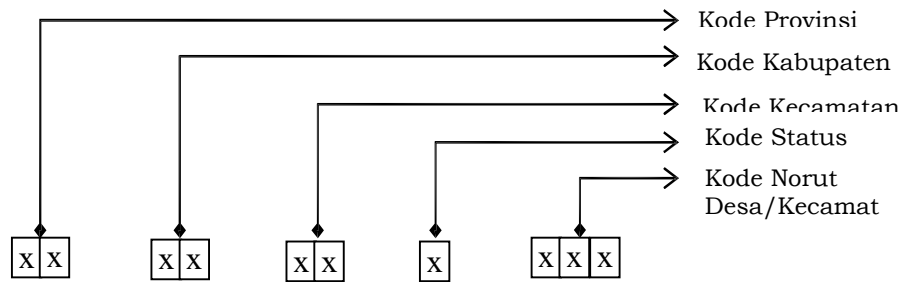 Kode Provinsi
Kode Kabupaten
Kode Kecamatan
Kode Status
Kode Norut
Desa/Kecamat
x x x x x x x x x x